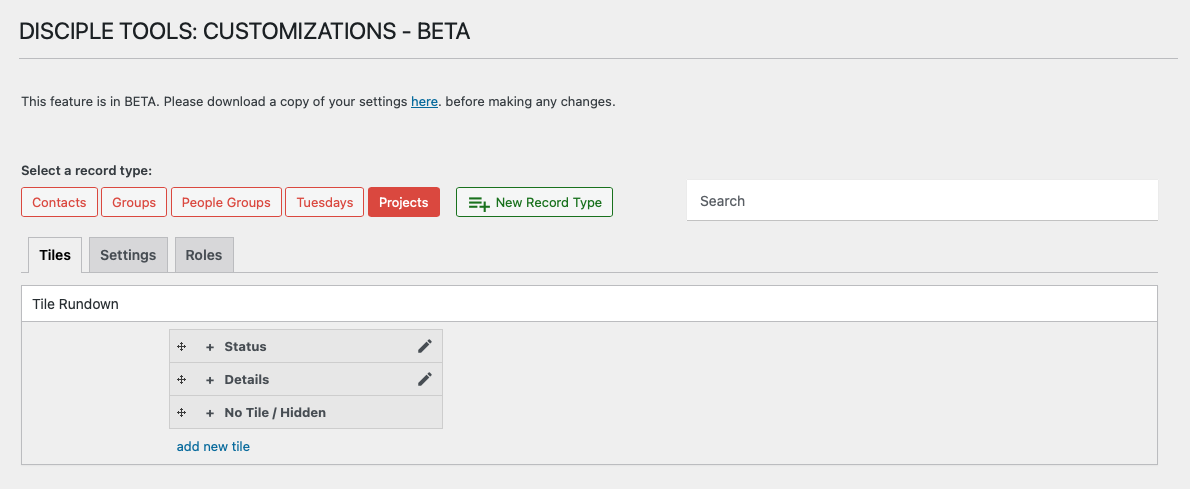 DISCIPLE TOOLS: CUSTOMIZATIONS - BETA
This feature is in BETA. Please download a copy of your settings here. before making any changes.
Select a record type:
Contacts Groups People Groups Tuesdays Projects New Record Type Search
Tiles Settings Roles
Tile Rundown
+ Status
+ Details
+ No Tile / Hidden
add new tile